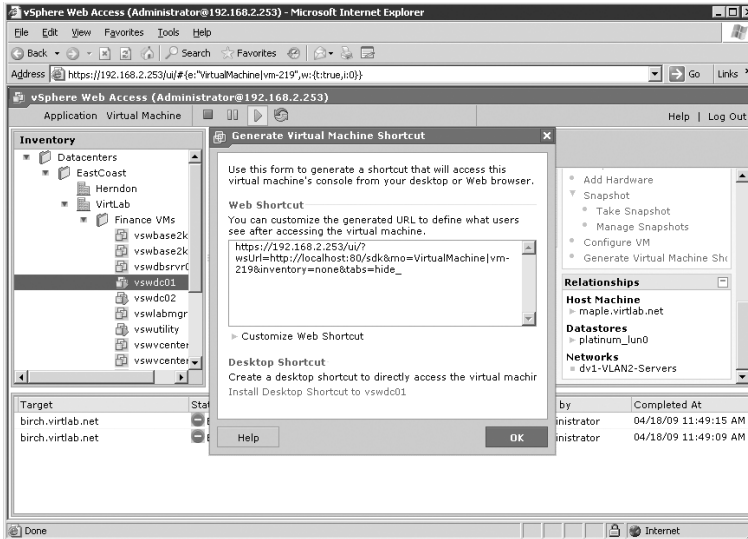 vSphere Web Access (Administrator@192.168.2.253) - Microsoft Internet Explorer
File Edit View Favorites Tools Help
Back Search Favorites
Address https://192.168.2.253/ui/#{e:"VirtualMachine|vm-219",w:{t:true,i:0}} Go Links
vSphere Web Access (Administrator@192.168.2.253)
Application Virtual Machine Help | Log Out
Inventory
Datacenters
EastCoast
Herndon
VirtLab
Finance VMs
vswbase2k
vswbase2k
vswdbsrvr
vswdc01
vswdc02
vswlabmgr
vswutility
vswvcenter
vswvcenter
Generate Virtual Machine Shortcut
Use this form to generate a shortcut that will access this
virtual machine's console from your desktop or Web browser.
Web Shortcut
You can customize the generated URL to define what users
see after accessing the virtual machine.
https://192.168.2.253/ui/?
wsUrl=http://localhost:80/sdk&mo=VirtualMachine|vm-
219&inventory=none&tabs=hide_
Customize Web Shortcut
Desktop Shortcut
Create a desktop shortcut to directly access the virtual machir
Install Desktop Shortcut to vswdc01
Help OK
Add Hardware
Snapshot
Take Snapshot
Manage Snapshots
Configure VM
Generate Virtual Machine Sho
Relationships
Host Machine
maple.virtlab.net
Datastores
platinum_lun0
Networks
dv1-VLAN2-Servers
Target Stat by Completed At
birch.virtlab.net inistrator 04/18/09 11:49:15 AM
birch.virtlab.net inistrator 04/18/09 11:49:09 AM
Done Internet